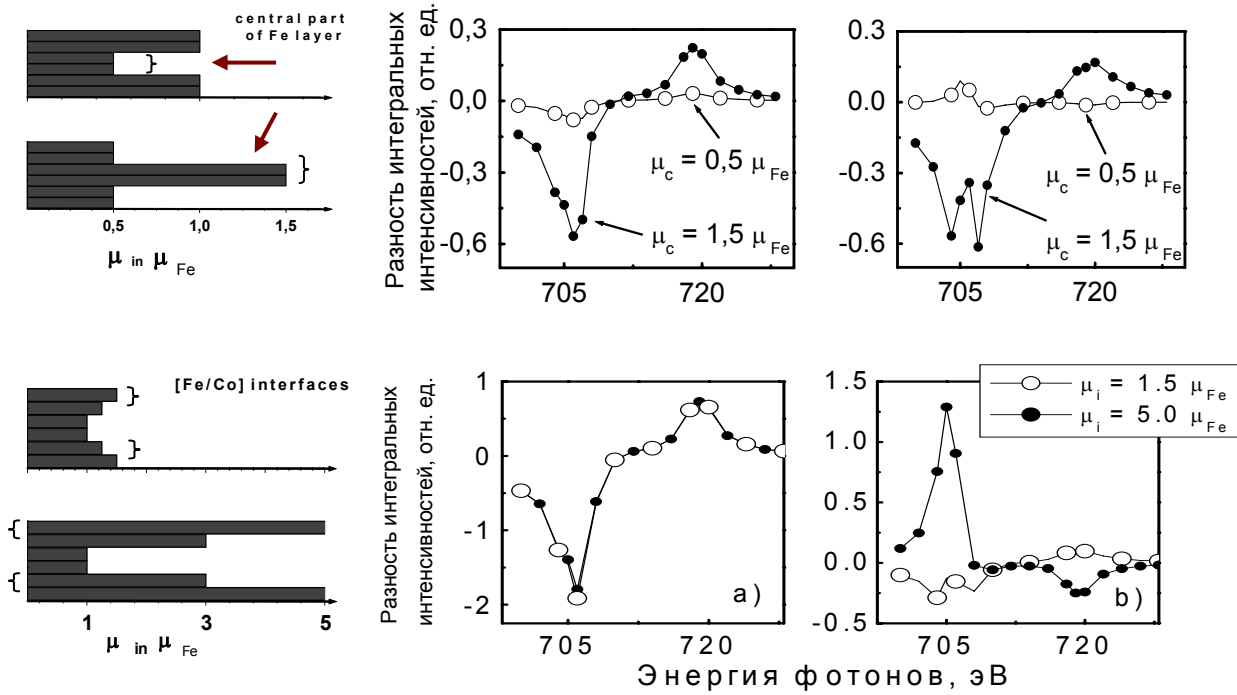 central part
of Fe layer
0,5 1,0 1,5
μ in μ Fe
Разность интегральных
интенсивностей, отн. ед.
0,3
0.0
-0.3
-0.6
705 720
μc = 0,5 μFe
μc = 1,5 μFe
0,3
0.0
-0.3
-0.6
705 720
μc = 0,5 μFe
μc = 1,5 μFe
[Fe/Co] interfaces
1 3 5
μ in μ Fe
Разность интегральных
интенсивностей, отн. ед.
1
0
-1
-2
705 720
a)
1.5
1.0
0.5
0.0
-0.5
705 720
μi = 1.5 μFe
μi = 5.0 μFe
b)
Энергия фотонов, эВ